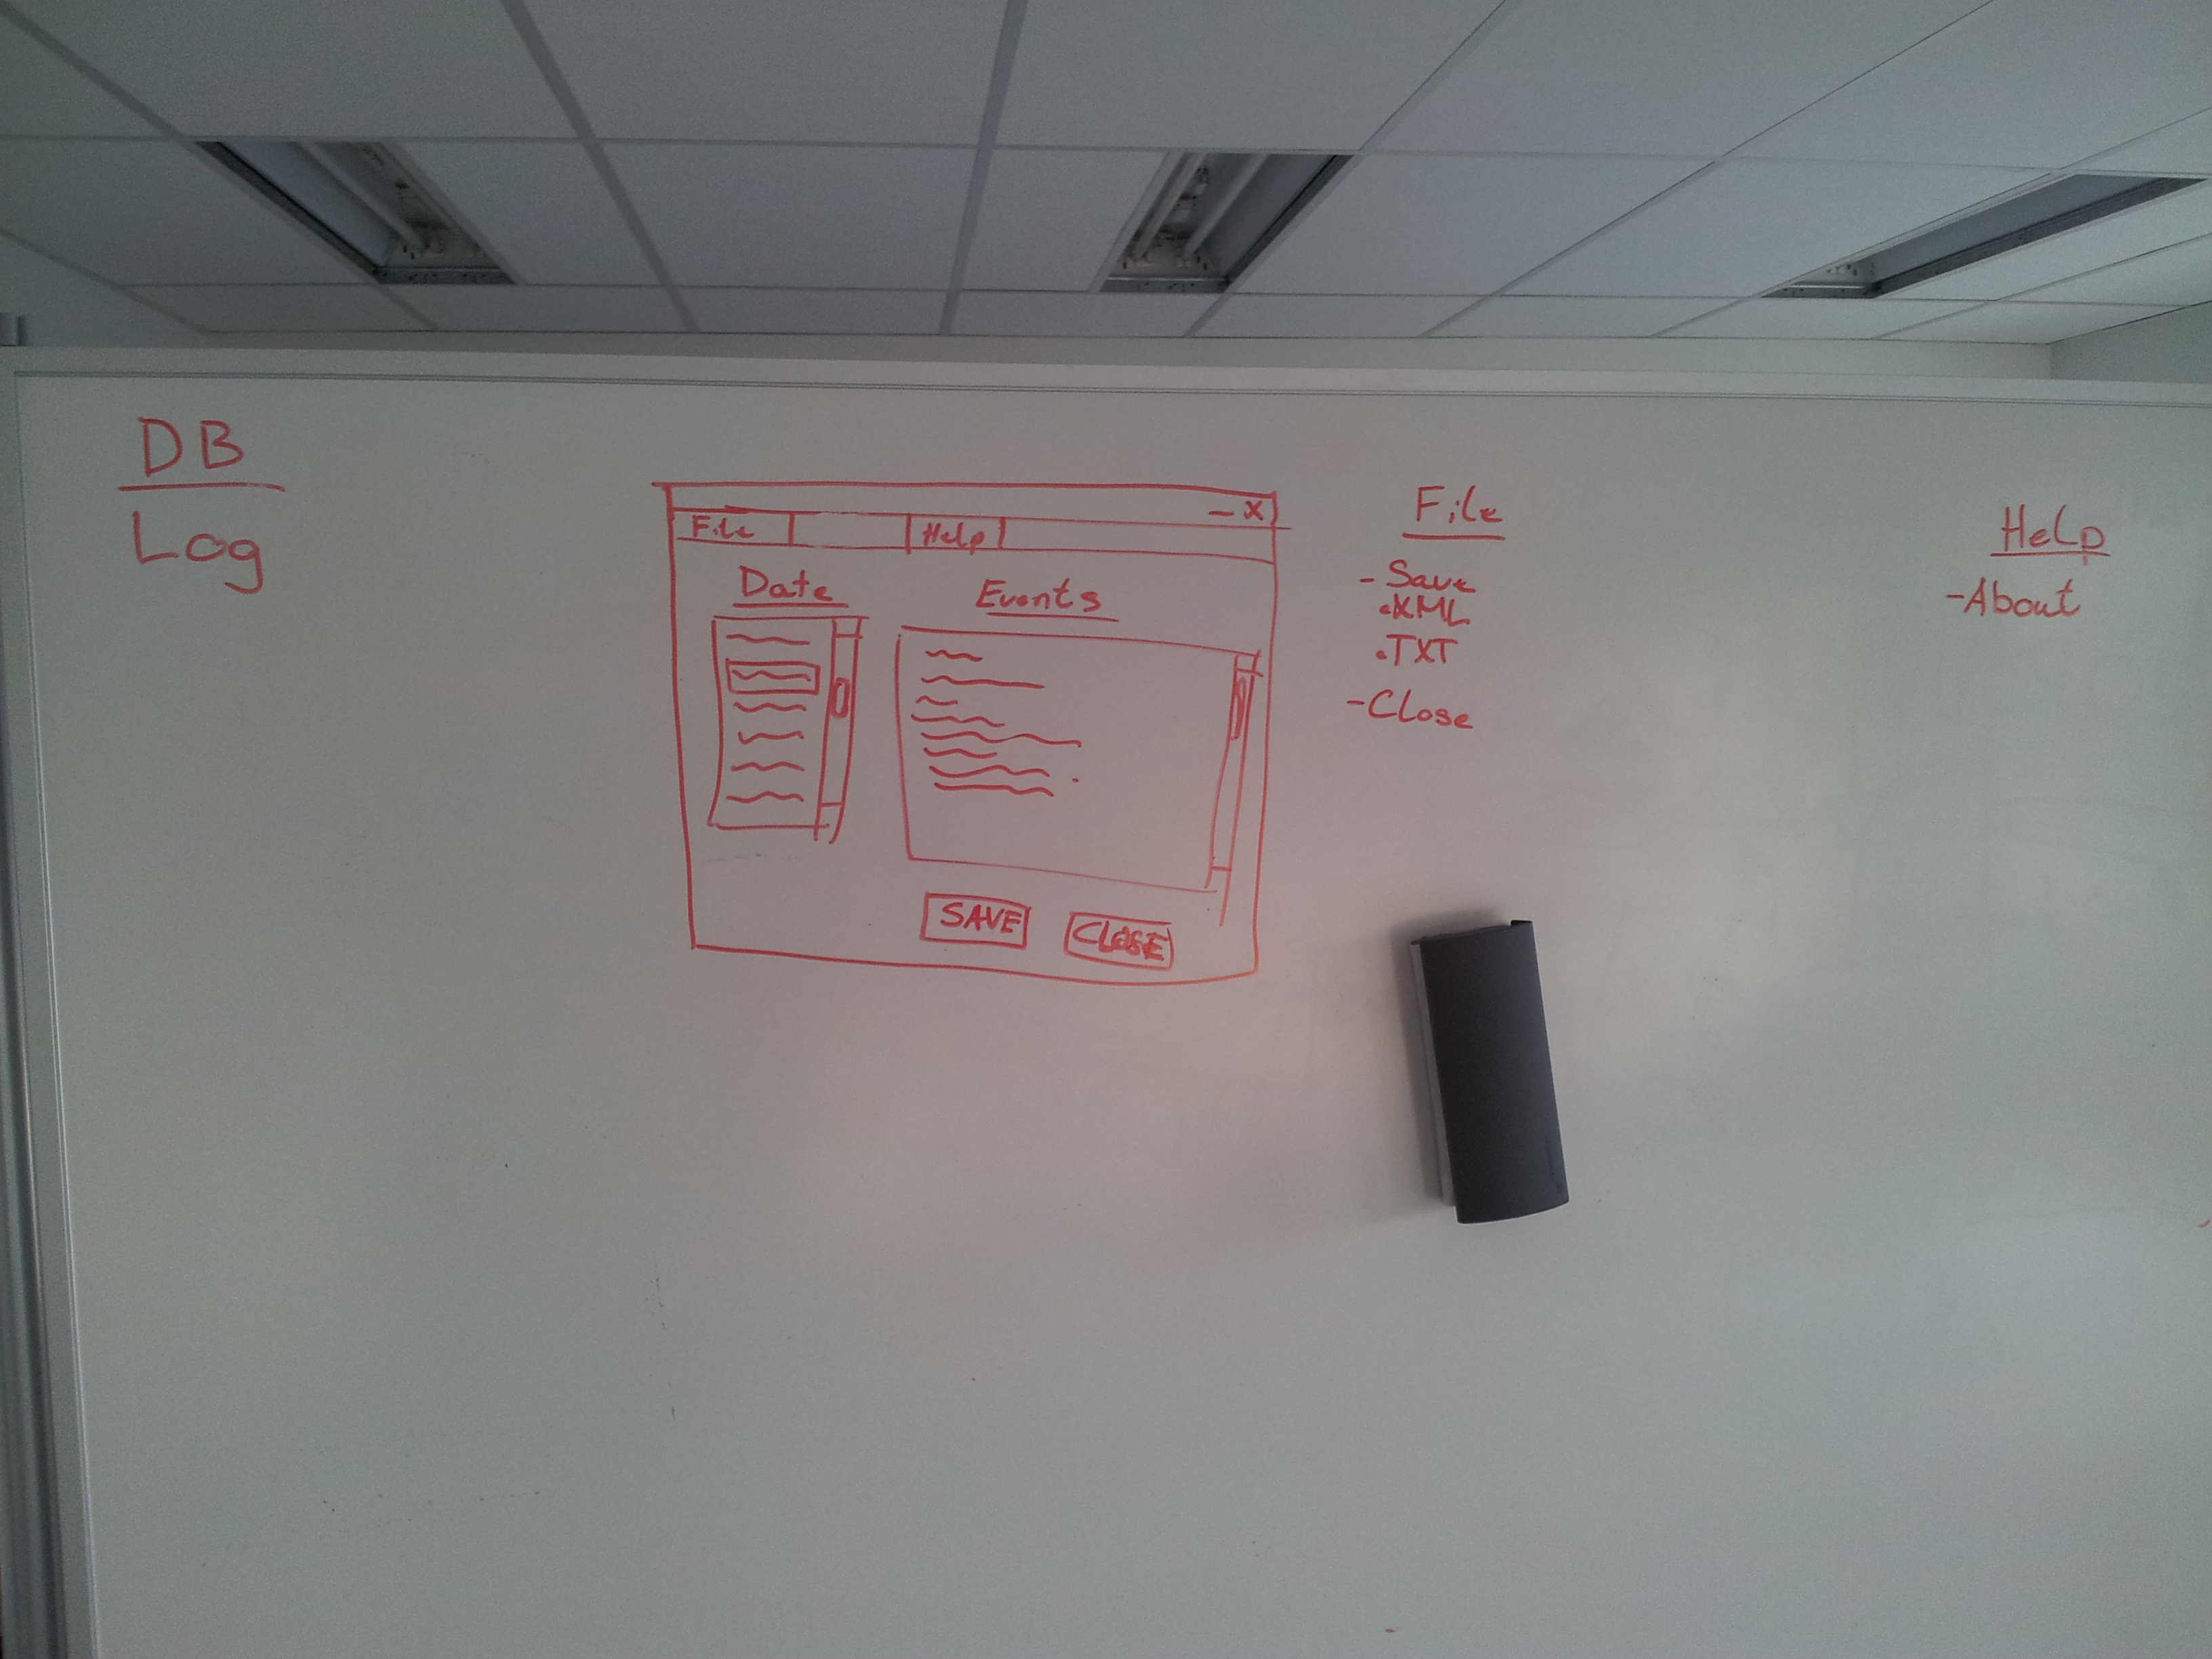 DB
Log
- X
File Help
Date Events
SAVE CLOSE
File
- Save
.XML
.TXT
- Close
Help
- About